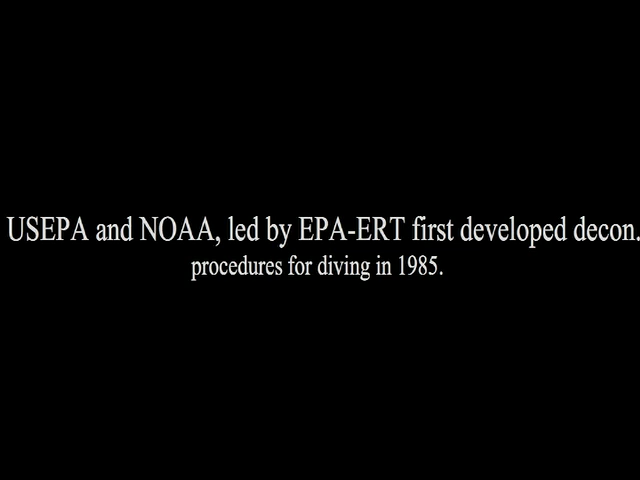 USEPA and NOAA, led by EPA-ERT first developed decon.
procedures for diving in 1985.